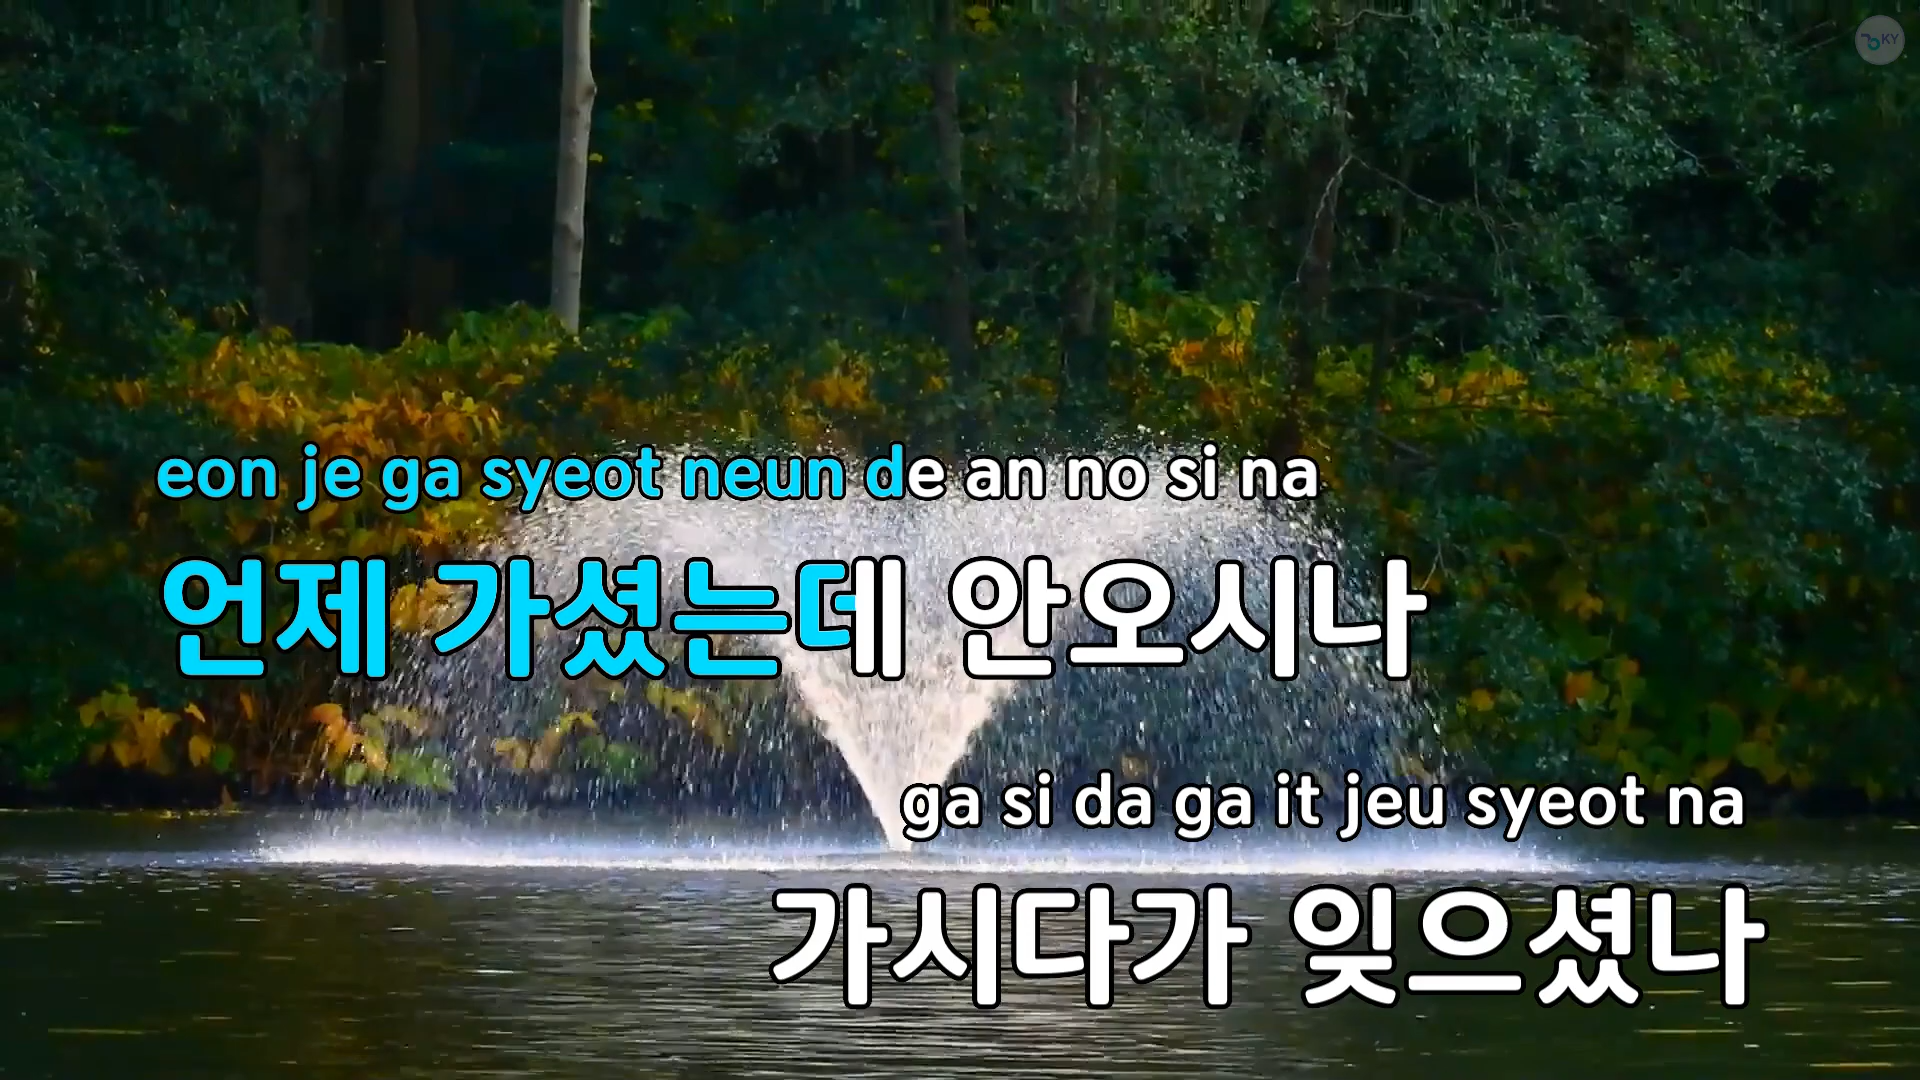 KY
eon je ga syeot neun de an no si na
언제 가셨는데 안오시나
ga si da ga it jeu syeot na
가시다가 잊으셨나